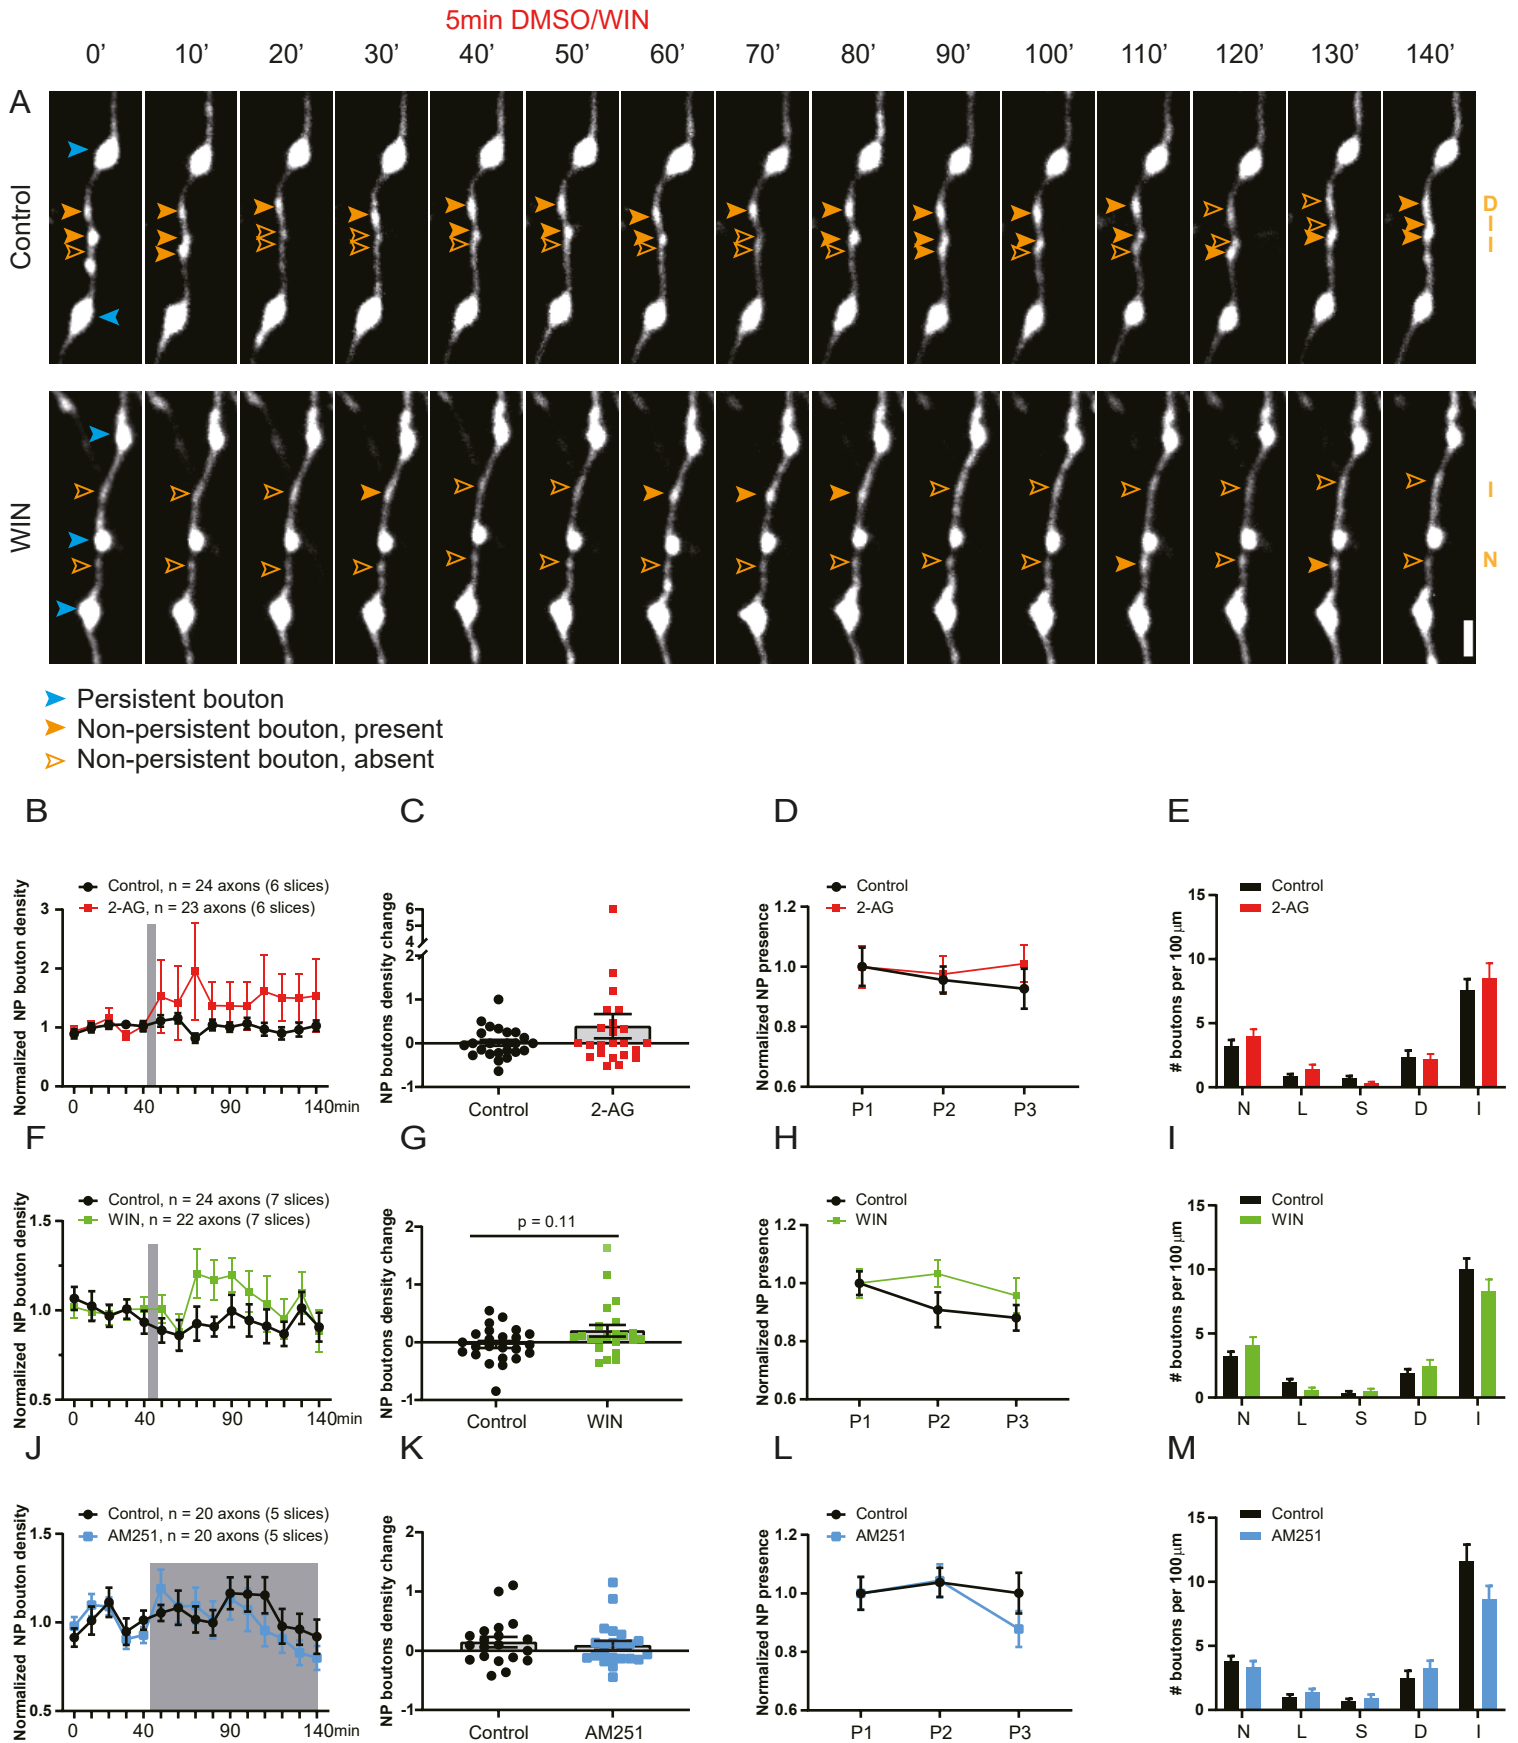 5min DMSO/WIN
0’ 10’ 20’ 30’ 40’ 50’ 60’ 70’ 80’ 90’ 100’ 110’ 120’ 130’ 140’
A
Control
D
I
I
WIN
I
N
Persistent bouton
Non-persistent bouton, present
Non-persistent bouton, absent
B
Normalized NP bouton density
Control, n = 24 axons (6 slices)
2-AG, n = 23 axons (6 slices)
3
2
1
0
0 40 90 140min
C
NP boutons density change
6
5
4
2
1
0
-1
Control 2-AG
D
Normalized NP presence
Control
2-AG
1.2
1.0
0.8
0.6
P1 P2 P3
E
# boutons per 100 µm
Control
2-AG
15
10
5
0
N L S D I
F
Normalized NP bouton density
Control, n = 24 axons (7 slices)
WIN, n = 22 axons (7 slices)
1.5
1.0
0.5
0 40 90 140min
G
NP boutons density change
p = 0.11
2
1
0
-1
Control WIN
H
Normalized NP presence
Control
WIN
1.2
1.0
0.8
0.6
P1 P2 P3
I
# boutons per 100 µm
Control
WIN
15
10
5
0
N L S D I
J
Normalized NP bouton density
Control, n = 20 axons (5 slices)
AM251, n = 20 axons (5 slices)
1.5
1.0
0.5
0 40 90 140min
K
NP boutons density change
2
1
0
-1
Control AM251
L
Normalized NP presence
Control
AM251
1.2
1.0
0.8
0.6
P1 P2 P3
M
# boutons per 100 µm
Control
AM251
15
10
5
0
N L S D I